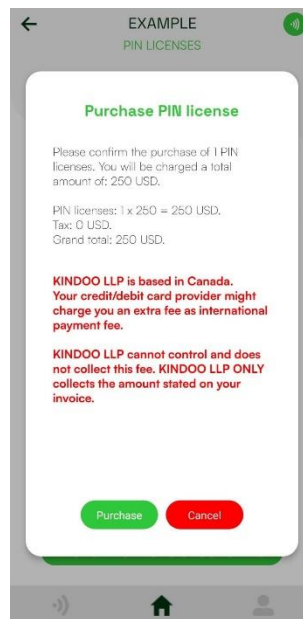 EXAMPLE
PIN LICENSES
Purchase PIN license
Please confirm the purchase of 1 PIN
licenses. You will be charged a total
amount of: 250 USD.
PIN licenses: 1 x 250 = 250 USD.
Tax: 0 USD.
Grand total: 250 USD.
KINDOO LLP is based in Canada.
Your credit/debit card provider might
charge you an extra fee as international
payment fee.
KINDOO LLP cannot control and does
not collect this fee. KINDOO LLP ONLY
collects the amount stated on your
invoice.
Purchase Cancel